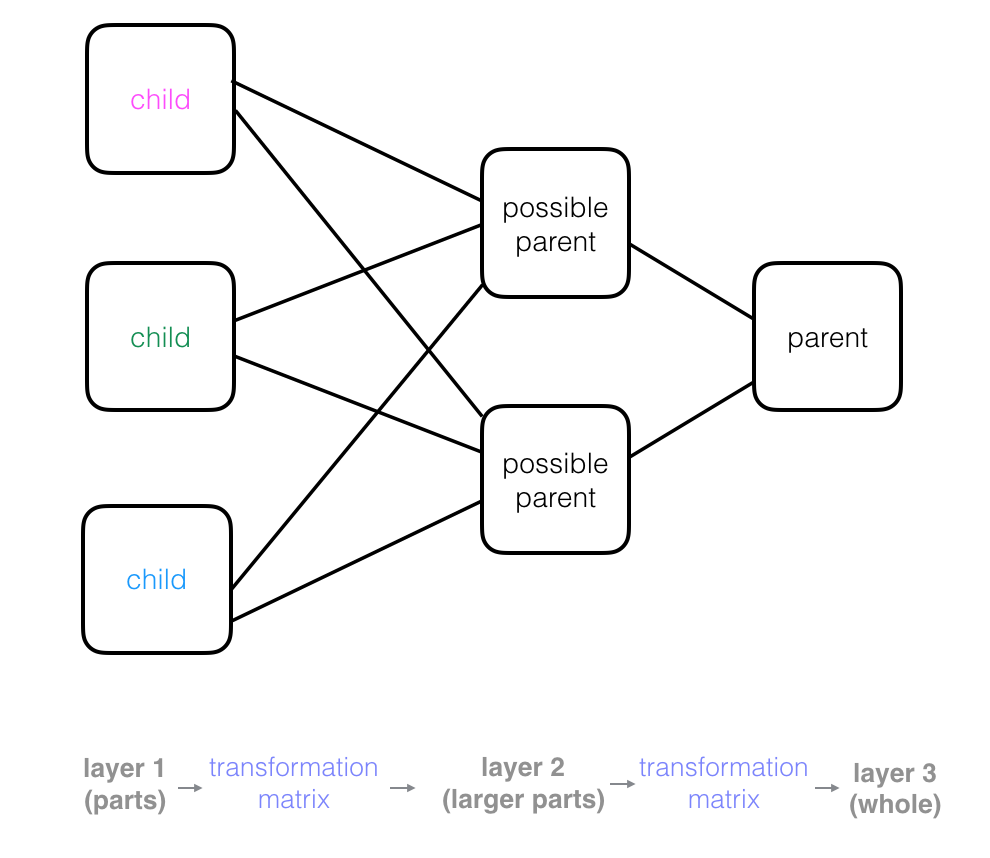 child
possible
parent
child
parent
possible
parent
child
layer 1
(parts)
transformation
matrix
layer 2
(larger parts)
transformation
matrix
layer 3
(whole)